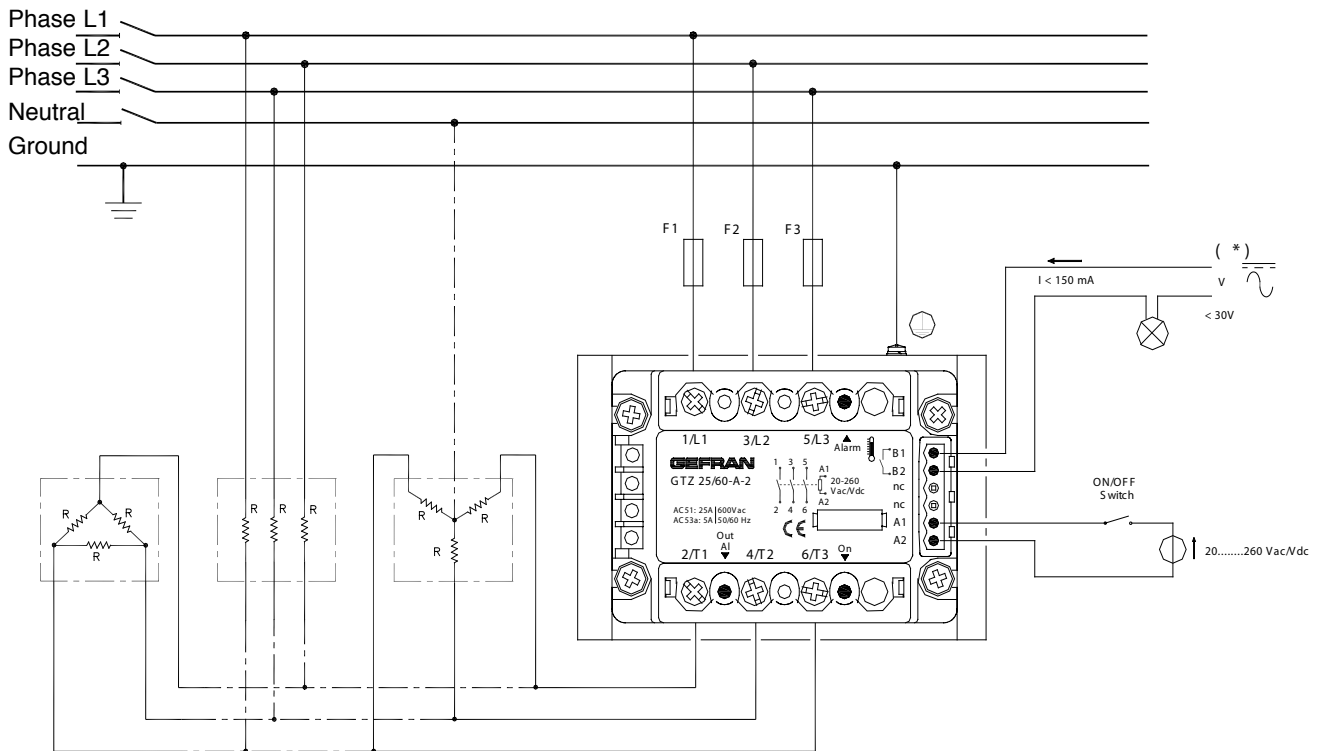 Phase L1
Phase L2
Phase L3
Neutral
Ground
F1 F2 F3
( *)
I < 150 mA
V
< 30V
1/L1 3/L2 5/L3
Alarm
B1
B2
nc
nc
A1
A2
GEFRAN
GTZ 25/60-A-2
1 3 5
A1
20-260
Vac/Vdc
A2
2 4 6
AC51: 25A 600Vac
AC53a: 5A 50/60 Hz
CE
Out
Al
On
2/T1 4/T2 6/T3
ON/OFF
Switch
20........260 Vac/Vdc
R R R
R R R
R R R